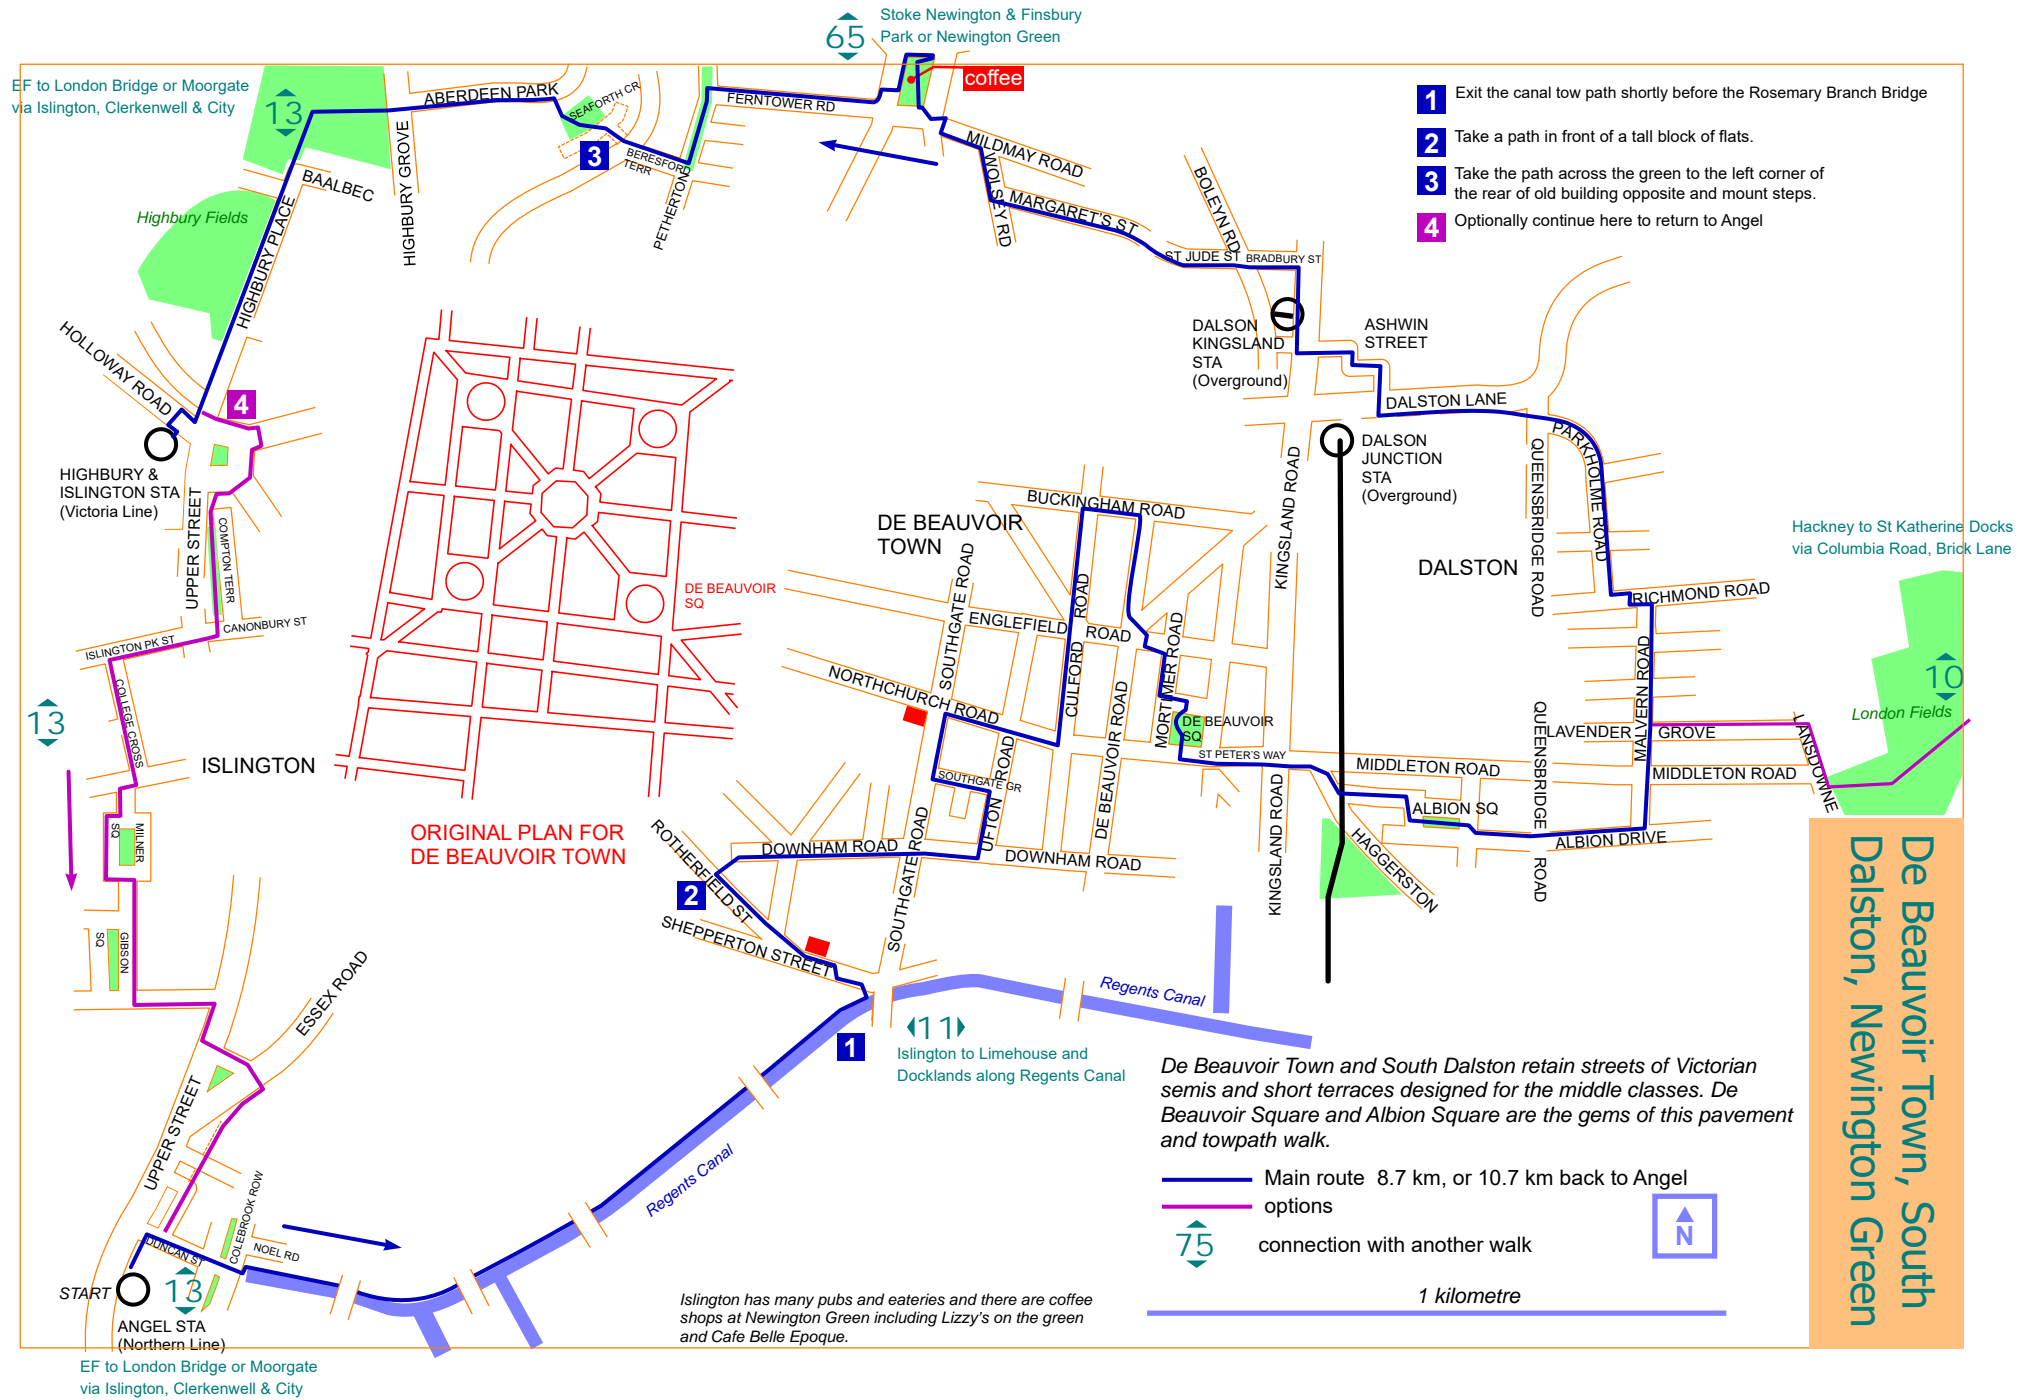 Stoke Newington & Finsbury
Park or Newington Green
65
coffee
EF to London Bridge or Moorgate
via Islington, Clerkenwell & City
13
ABERDEEN PARK
SEAFORTH CR
FERNTOWER RD
BERESFORD
TERR
3
PETHERTON
HIGHBURY GROVE
BAALBEC
Highbury Fields
HIGHBURY PLACE
HOLLOWAY ROAD
4
HIGHBURY &
ISLINGTON STA
(Victoria Line)
UPPER STREET
COMPTON TERR
CANONBURY ST
ISLINGTON PK ST
COLLEGE CROSS
13
ISLINGTON
MILNER
SQ
GIBSON
SQ
ESSEX ROAD
UPPER STREET
COLEBROOK ROW
NOEL RD
DUNCAN ST
START
13
ANGEL STA
(Northern Line)
EF to London Bridge or Moorgate
via Islington, Clerkenwell & City
MILDMAY ROAD
WOLSEY RD
MARGARET'S ST
BOLEYN RD
ST JUDE ST
BRADBURY ST
DALSON
KINGSLAND
STA
(Overground)
ASHWIN
STREET
DALSTON LANE
DALSON
JUNCTION
STA
(Overground)
PARKHOLME ROAD
QUEENSBRIDGE ROAD
KINGSLAND ROAD
DALSTON
RICHMOND ROAD
MALVERN ROAD
LAVENDER
GROVE
QUEENSBRIDGE
ROAD
MIDDLETON ROAD
MIDDLETON ROAD
LANSDOWNE
ALBION SQ
ALBION DRIVE
HAGGERSTON
KINGSLAND ROAD
Hackney to St Katherine Docks
via Columbia Road, Brick Lane
10
London Fields
1 Exit the canal tow path shortly before the Rosemary Branch Bridge
2 Take a path in front of a tall block of flats.
3 Take the path across the green to the left corner of
the rear of old building opposite and mount steps.
4 Optionally continue here to return to Angel
DE BEAUVOIR
TOWN
BUCKINGHAM ROAD
SOUTHGATE ROAD
ENGLEFIELD
ROAD
CULFORD
ROAD
NORTHCHURCH ROAD
MORTIMER ROAD
DE BEAUVOIR ROAD
DE BEAUVOIR
SQ
ST PETER'S WAY
SOUTHGATE GR
UFTON
ROAD
DOWNHAM ROAD
DOWNHAM ROAD
SOUTHGATE ROAD
ROTHERFIELD ST
2
SHEPPERTON STREET
DE BEAUVOIR
SQ
ORIGINAL PLAN FOR
DE BEAUVOIR TOWN
Regents Canal
Regents Canal
1
11
Islington to Limehouse and
Docklands along Regents Canal
De Beauvoir Town and South Dalston retain streets of Victorian
semis and short terraces designed for the middle classes. De
Beauvoir Square and Albion Square are the gems of this pavement
and towpath walk.
Main route 8.7 km, or 10.7 km back to Angel
options
75
connection with another walk
N
1 kilometre
Islington has many pubs and eateries and there are coffee
shops at Newington Green including Lizzy's on the green
and Cafe Belle Epoque.
De Beauvoir Town, South
Dalston, Newington Green